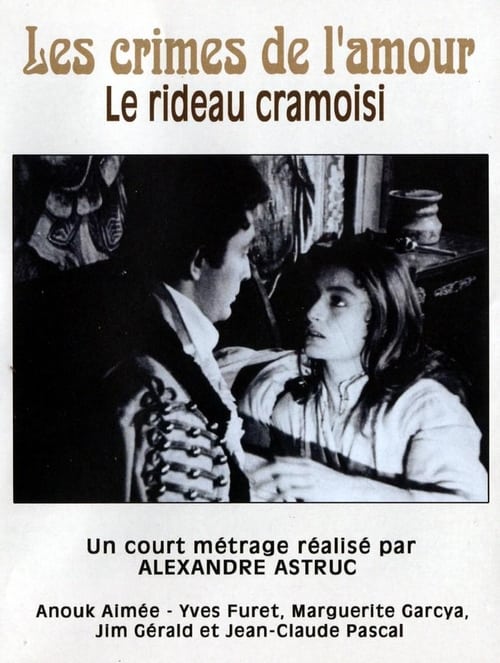 Les crimes de l'amour
Le rideau cramoisi
Un court métrage réalisé par
ALEXANDRE ASTRUC
Anouk Aimée - Yves Furet, Marguerite Garcya,
Jim Gérald et Jean-Claude Pascal